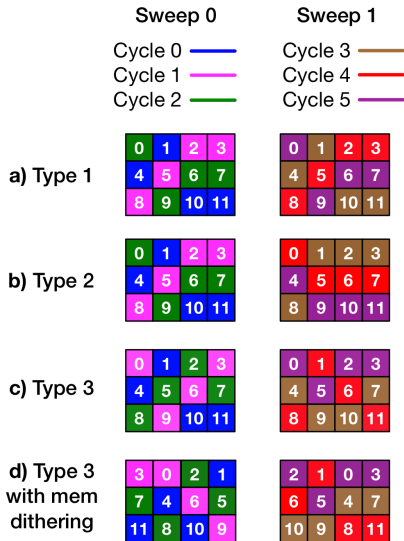 Sweep 0 Sweep 1
Cycle 0 Cycle 3
Cycle 1 Cycle 4
Cycle 2 Cycle 5
0 1 2 3 0 1 2 3
a) Type 1 4 5 6 7 4 5 6 7
8 9 10 11 8 9 10 11
0 1 2 3 0 1 2 3
b) Type 2 4 5 6 7 4 5 6 7
8 9 10 11 8 9 10 11
0 1 2 3 0 1 2 3
c) Type 3 4 5 6 7 4 5 6 7
8 9 10 11 8 9 10 11
d) Type 3 3 0 2 1 2 1 0 3
with mem 7 4 6 5 6 5 4 7
dithering 11 8 10 9 10 9 8 11